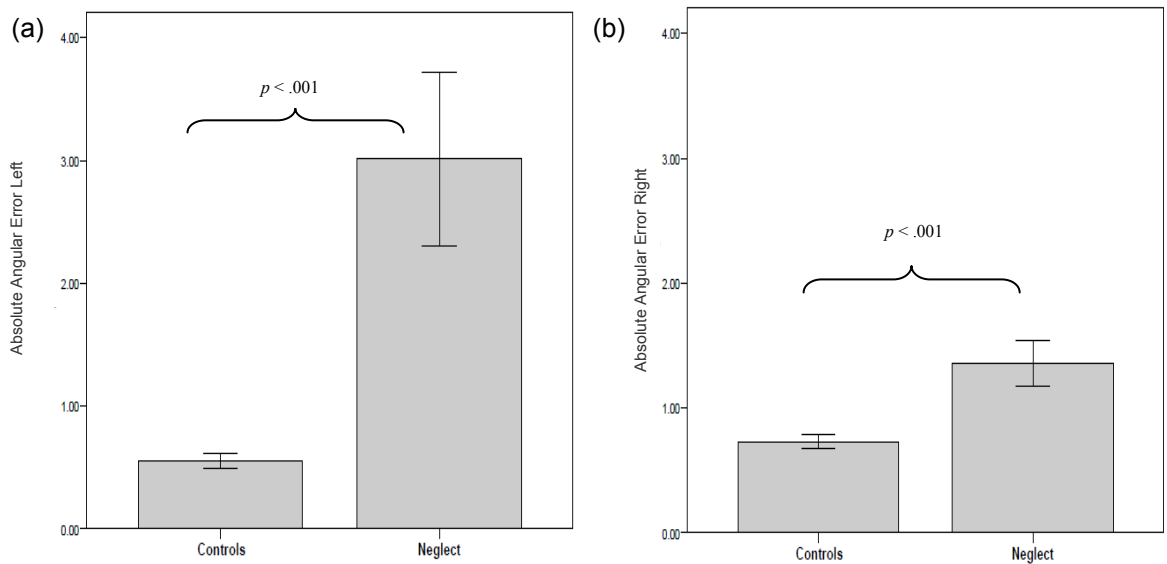 (a)
Absolute Angular Error Left
4.00
3.00
2.00
1.00
0.00
p < .001
Controls Neglect
(b)
Absolute Angular Error Right
4.00
3.00
2.00
1.00
0.00
p < .001
Controls Neglect